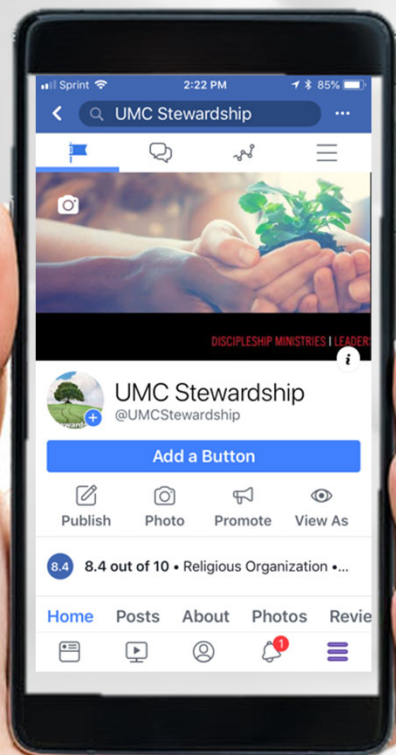 Sprint 2:22 PM 85%
UMC Stewardship
DISCIPLESHIP MINISTRIES | LEADERS
i
UMC Stewardship
@UMCStewardship
Add a Button
Publish Photo Promote View As
8.4 8.4 out of 10 • Religious Organization •...
Home Posts About Photos Revie
1